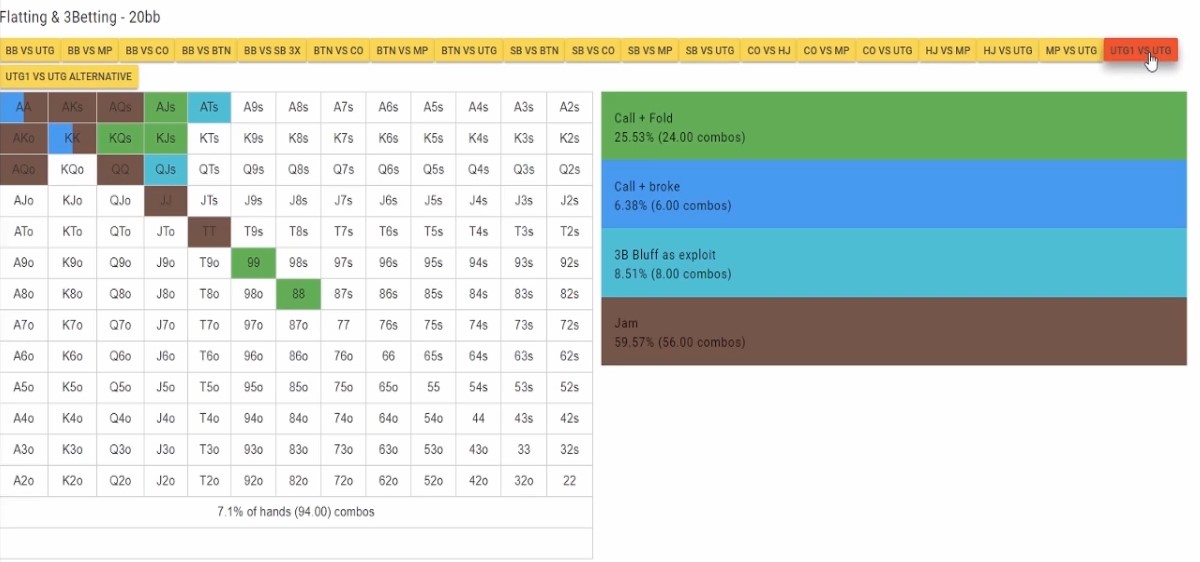 Flatting & 3Betting - 20bb
BB VS UTG BB VS MP BB VS CO BB VS BTN BB VS SB 3X BTN VS CO BTN VS MP BTN VS UTG SB VS BTN SB VS CO SB VS MP SB VS UTG CO VS HJ CO VS MP CO VS UTG HJ VS MP HJ VS UTG MP VS UTG UTG1 VS UTG
UTG1 VS UTG ALTERNATIVE
AA AKs AQs AJs ATs A9s A8s A7s A6s A5s A4s A3s A2s
AKo KK KQs KJs KTs K9s K8s K7s K6s K5s K4s K3s K2s
AQo KQo QQ QJs QTs Q9s Q8s Q7s Q6s Q5s Q4s Q3s Q2s
AJo KJo QJo JJ JTs J9s J8s J7s J6s J5s J4s J3s J2s
ATo KTo QTo JTo TT T9s T8s T7s T6s T5s T4s T3s T2s
A9o K9o Q9o J9o T9o 99 98s 97s 96s 95s 94s 93s 92s
A8o K8o Q8o J8o T8o 98o 88 87s 86s 85s 84s 83s 82s
A7o K7o Q7o J7o T7o 97o 87o 77 76s 75s 74s 73s 72s
A6o K6o Q6o J6o T6o 96o 86o 76o 66 65s 64s 63s 62s
A5o K5o Q5o J5o T5o 95o 85o 75o 65o 55 54s 53s 52s
A4o K4o Q4o J4o T4o 94o 84o 74o 64o 54o 44 43s 42s
A3o K3o Q3o J3o T3o 93o 83o 73o 63o 53o 43o 33 32s
A2o K2o Q2o J2o T2o 92o 82o 72o 62o 52o 42o 32o 22
7.1% of hands (94.00) combos
Call + Fold
25.53% (24.00 combos)
Call + broke
6.38% (6.00 combos)
3B Bluff as exploit
8.51% (8.00 combos)
Jam
59.57% (56.00 combos)